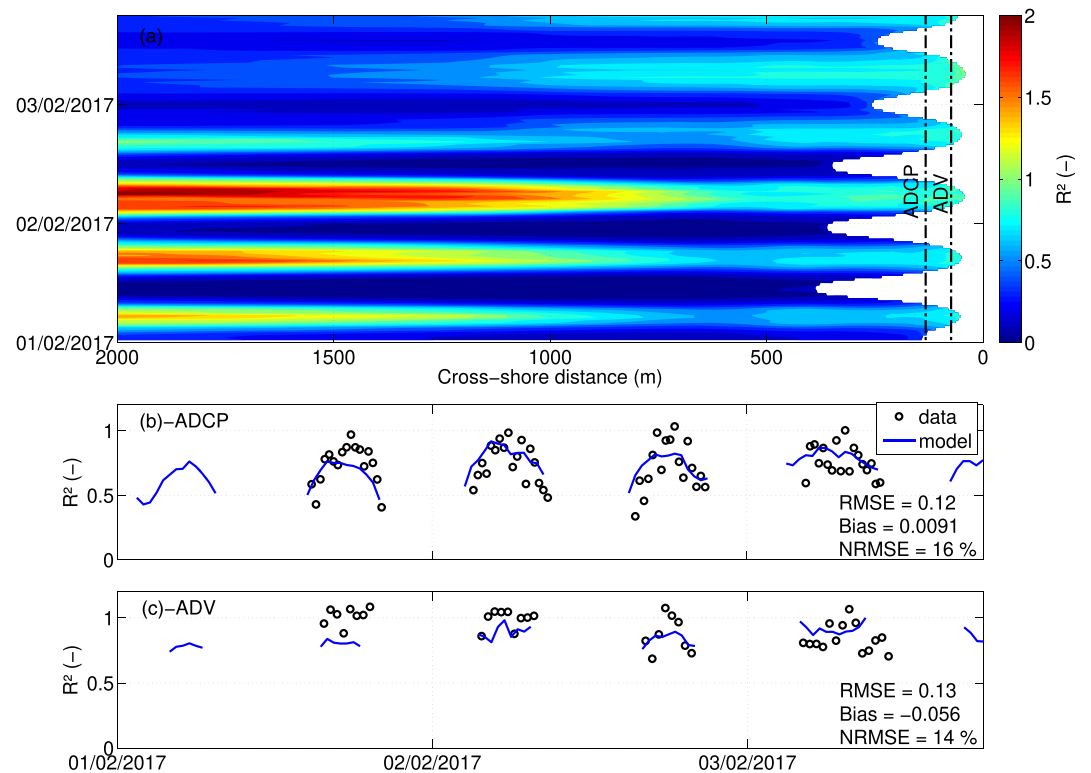 (a)
03/02/2017
02/02/2017
01/02/2017
2000
1500
1000
500
0
Cross−shore distance (m)
ADCP
ADV
2
1.5
1
0.5
0
R² (−)
(b)−ADCP
data
model
1
0.5
0
R² (−)
RMSE = 0.12
Bias = 0.0091
NRMSE = 16 %
(c)−ADV
1
0.5
0
R² (−)
RMSE = 0.13
Bias = −0.056
NRMSE = 14 %
01/02/2017
02/02/2017
03/02/2017